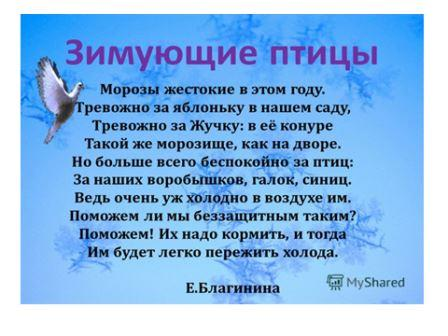 Зимующие птицы
Морозы жестокие в этом году.
Тревожно за яблоньку в нашем саду,
Тревожно за Жучку: в её конуре
Такой же морозище, как на дворе.
Но больше всего беспокойно за птиц:
За наших воробышков, галок, синиц.
Ведь очень уж холодно в воздухе им.
Поможем ли мы беззащитным таким?
Поможем! Их надо кормить, и тогда
Им будет легко пережить холода.
Е.Благинина
MyShared